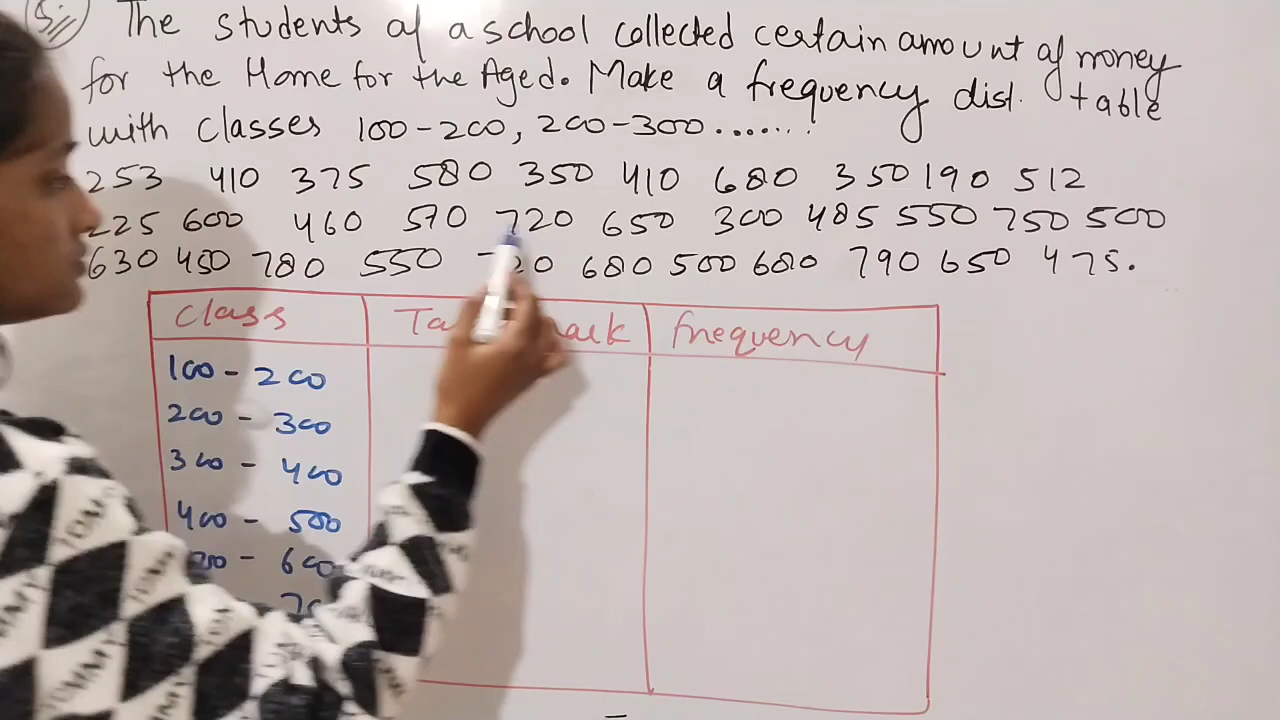 5.
The students of a school collected certain amount of money
for the Home for the Aged. Make a frequency dist. table
with classes 100-200, 200-300.......
253 410 375 580 350 410 680 350 190 512
225 600 460 570 720 650 300 485 550 750 500
630 450 780 550 680 500 680 790 650 475.
class frequency
100 - 200
200 - 300
300 - 400
400 - 500
- 600